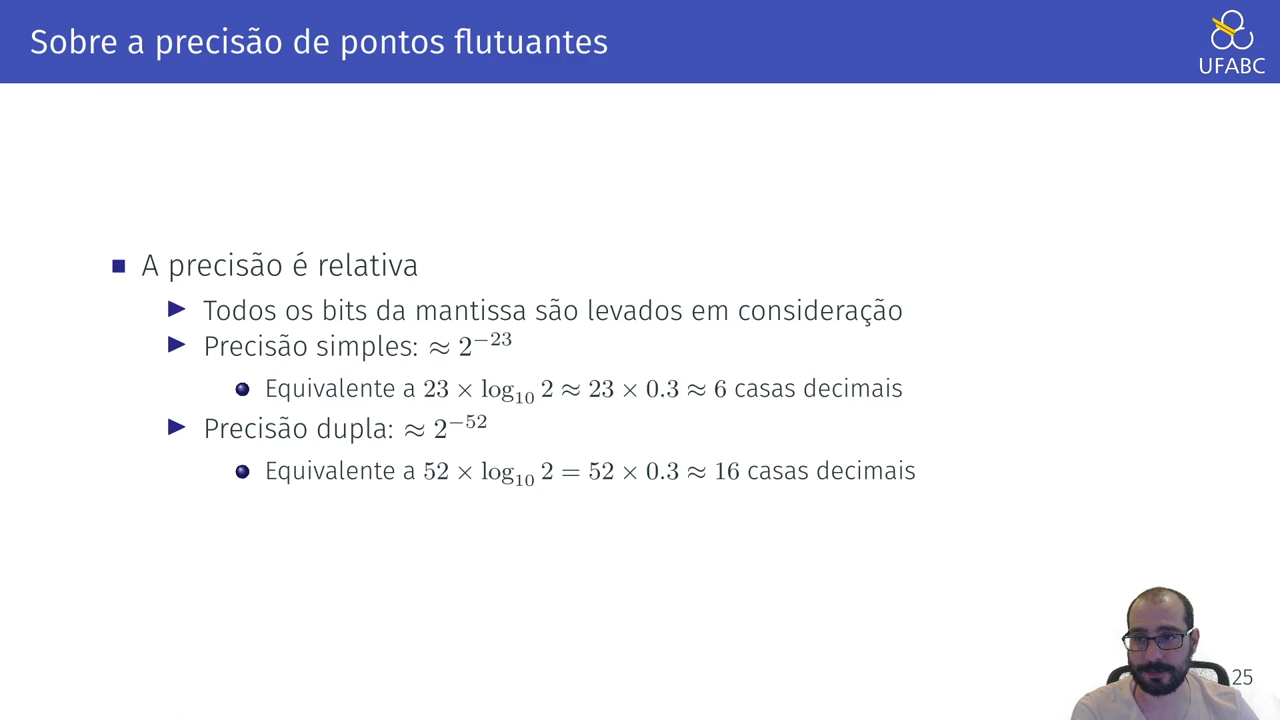 Sobre a precisão de pontos flutuantes
UFABC
A precisão é relativa
Todos os bits da mantissa são levados em consideração
Precisão simples: ≈ 2⁻²³
Equivalente a 23 × log₁₀ 2 ≈ 23 × 0.3 ≈ 6 casas decimais
Precisão dupla: ≈ 2⁻⁵²
Equivalente a 52 × log₁₀ 2 = 52 × 0.3 ≈ 16 casas decimais
25